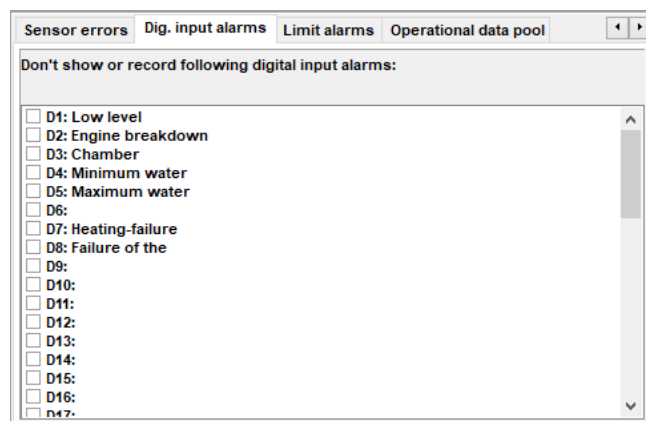 Sensor errors Dig. input alarms Limit alarms Operational data pool
Don't show or record following digital input alarms:
D1: Low level
D2: Engine breakdown
D3: Chamber
D4: Minimum water
D5: Maximum water
D6:
D7: Heating-failure
D8: Failure of the
D9:
D10:
D11:
D12:
D13:
D14:
D15:
D16:
D17: